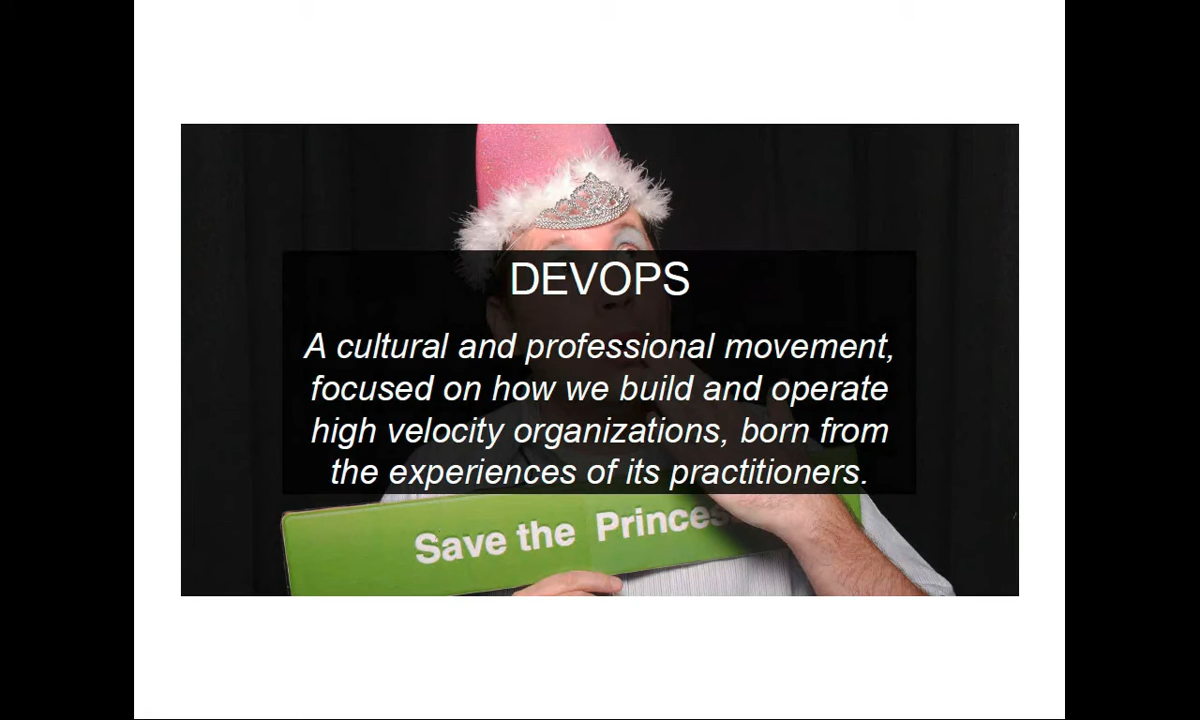 DEVOPS
A cultural and professional movement,
focused on how we build and operate
high velocity organizations, born from
the experiences of its practitioners.
Save the Princess